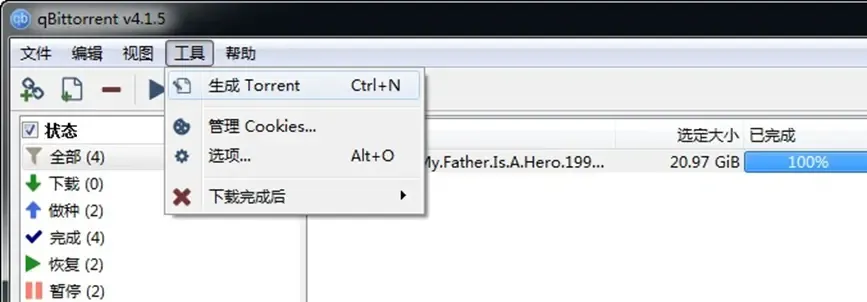 qb qBittorrent v4.1.5
文件 编辑 视图 工具 帮助
生成 Torrent Ctrl+N
管理 Cookies...
选项... Alt+O
下载完成后
状态
全部 (4)
下载 (0)
做种 (2)
完成 (4)
恢复 (2)
暂停 (2)
选定大小 已完成
My.Father.Is.A.Hero.199... 20.97 GiB 100%